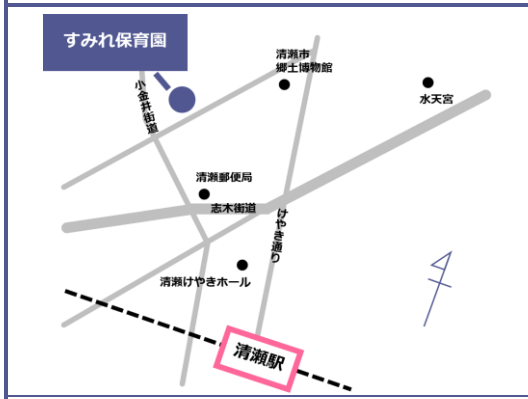 すみれ保育園
清瀬市
郷土博物館
水天宮
小金井街道
清瀬郵便局
志木街道
けやき通り
清瀬けやきホール
清瀬駅